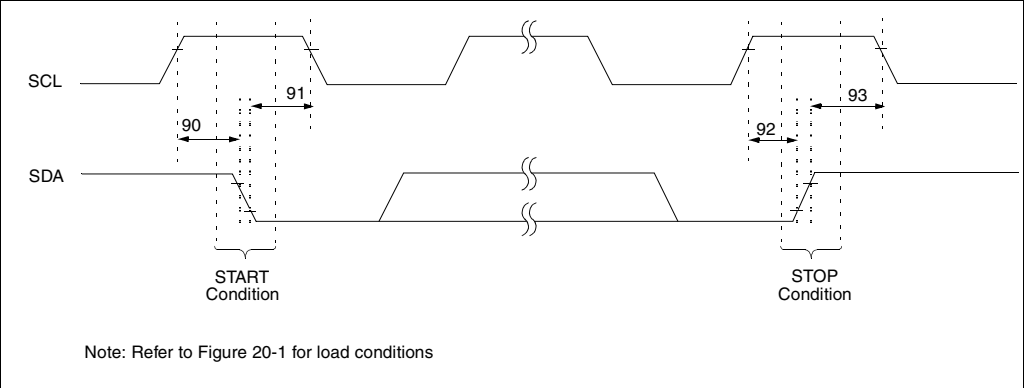 SCL
91
93
90
92
SDA
START
Condition
STOP
Condition
Note: Refer to Figure 20-1 for load conditions